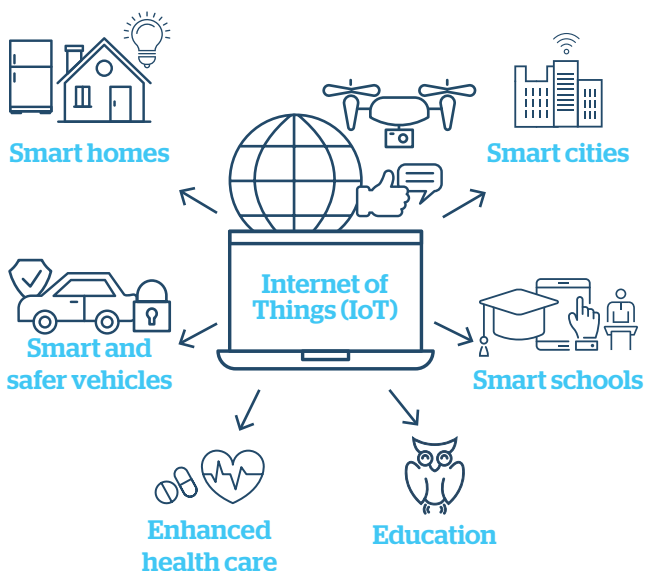 Smart homes
Smart cities
Internet of
Things (IoT)
Smart and
safer vehicles
Smart schools
Enhanced
health care
Education